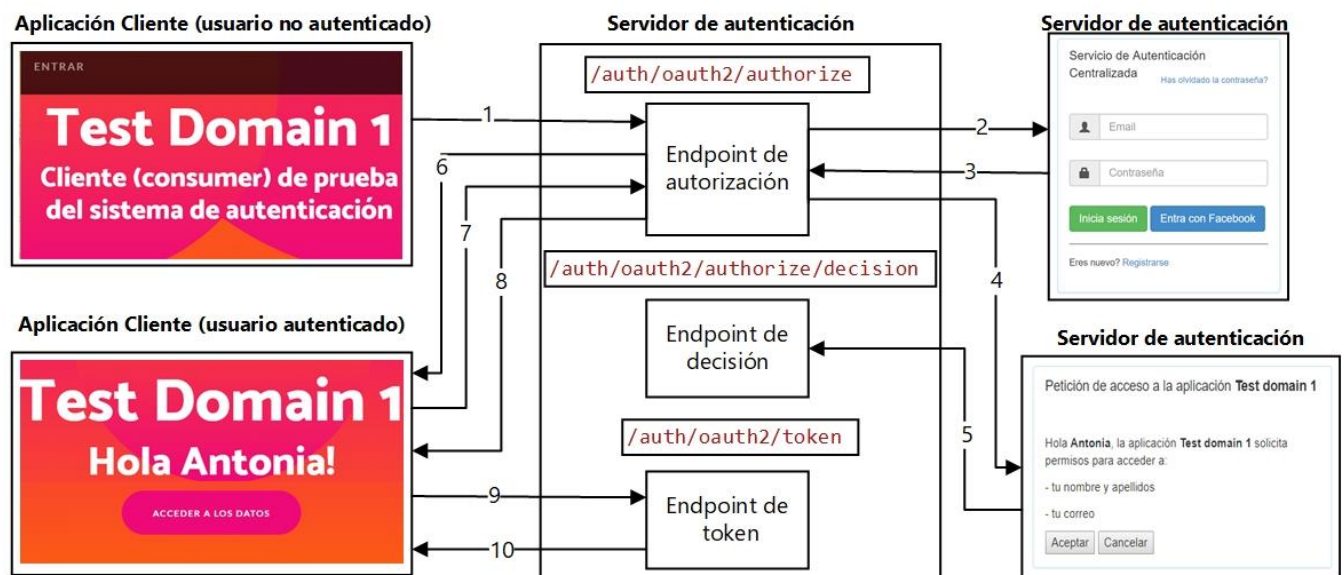 Aplicación Cliente (usuario no autenticado)
ENTRAR
Test Domain 1
Cliente (consumer) de prueba
del sistema de autenticación
Servidor de autenticación
/auth/oauth2/authorize
Endpoint de
autorización
/auth/oauth2/authorize/decision
Endpoint de
decisión
/auth/oauth2/token
Endpoint de
token
1
2
3
4
5
6
7
8
9
10
Servidor de autenticación
Servicio de Autenticación
Centralizada
Has olvidado la contraseña?
Email
Contraseña
Inicia sesión
Entra con Facebook
Eres nuevo? Registrarse
Aplicación Cliente (usuario autenticado)
Test Domain 1
Hola Antonia!
ACCEDER A LOS DATOS
Servidor de autenticación
Petición de acceso a la aplicación Test domain 1
Hola Antonia, la aplicación Test domain 1 solicita
permisos para acceder a:
- tu nombre y apellidos
- tu correo
Aceptar
Cancelar